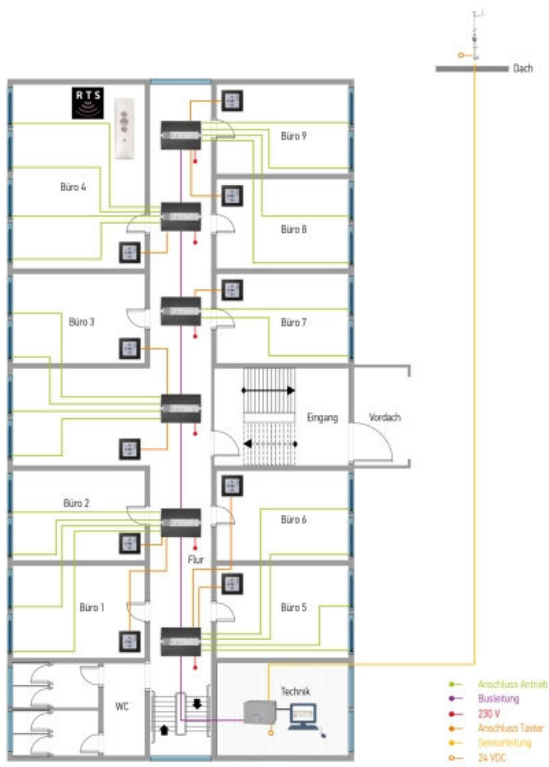 Dach
RTS
Büro 9
Büro 4
Büro 8
Büro 3
Büro 7
Eingang
Vordach
Büro 2
Büro 6
Flur
Büro 1
Büro 5
WC
Technik
Anschluss Antrieb
Busleitung
230 V
Anschluss Taster
Sensorleitung
24 VDC